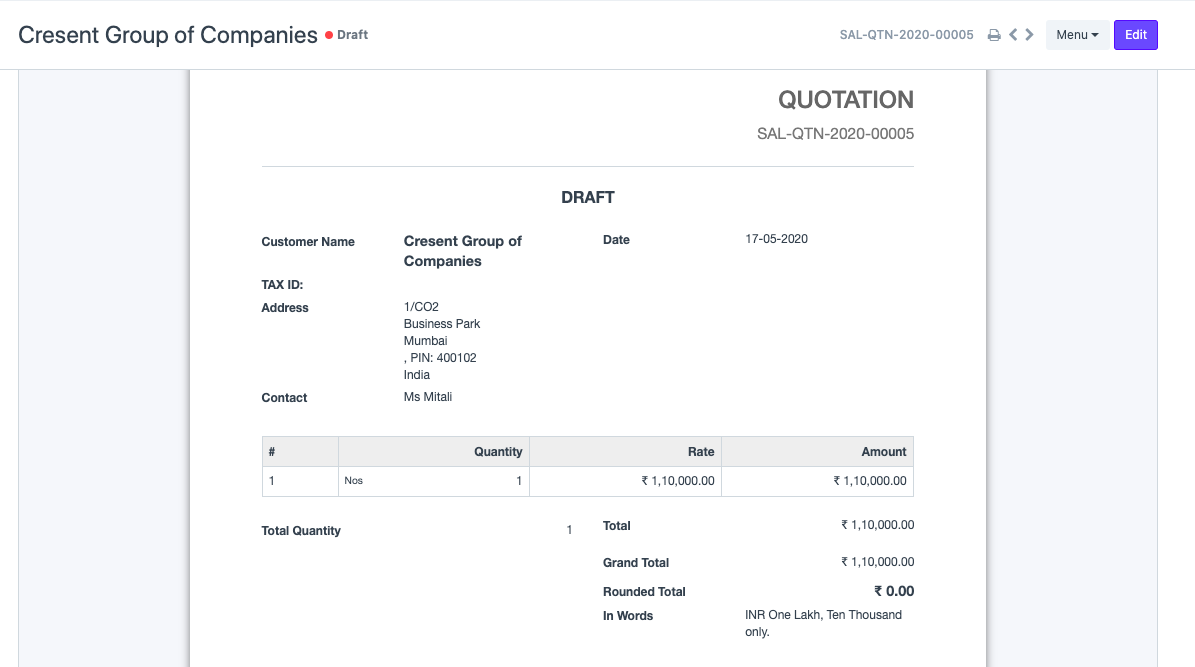 Cresent Group of Companies Draft SAL-QTN-2020-00005 Menu Edit
QUOTATION
SAL-QTN-2020-00005
DRAFT
Customer Name Cresent Group of Date 17-05-2020
Companies
TAX ID:
Address 1/CO2
Business Park
Mumbai
, PIN: 400102
India
Contact Ms Mitali
# Quantity Rate Amount
1 Nos 1 ₹ 1,10,000.00 ₹ 1,10,000.00
Total Quantity 1 Total ₹ 1,10,000.00
Grand Total ₹ 1,10,000.00
Rounded Total ₹ 0.00
In Words INR One Lakh, Ten Thousand
only.